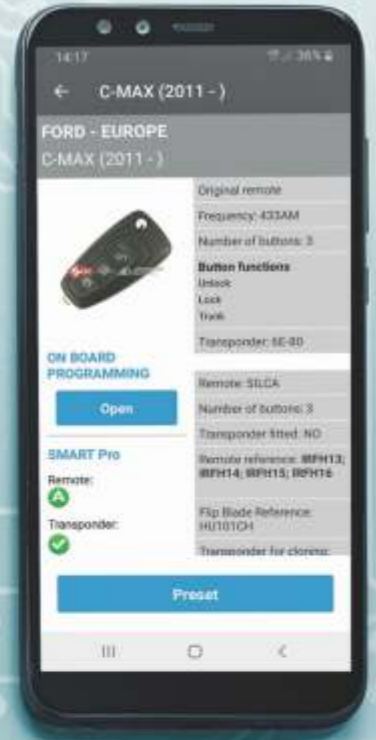 14:17
36%
C-MAX (2011 - )
FORD - EUROPE
C-MAX (2011 - )
Original remote
Frequency: 433AM
Number of buttons: 3
Button functions
Unlock
Lock
Trunk
Transponder: 6E-80
ON BOARD
PROGRAMMING
Open
SMART Pro
Remote:
A
Transponder:
Remote: SILCA
Number of buttons: 3
Transponder fitted: NO
Remote reference: IRFH13;
IRFH14; IRFH15; IRFH16
Flip Blade Reference:
HU101CH
Transponder for cloning:
Preset